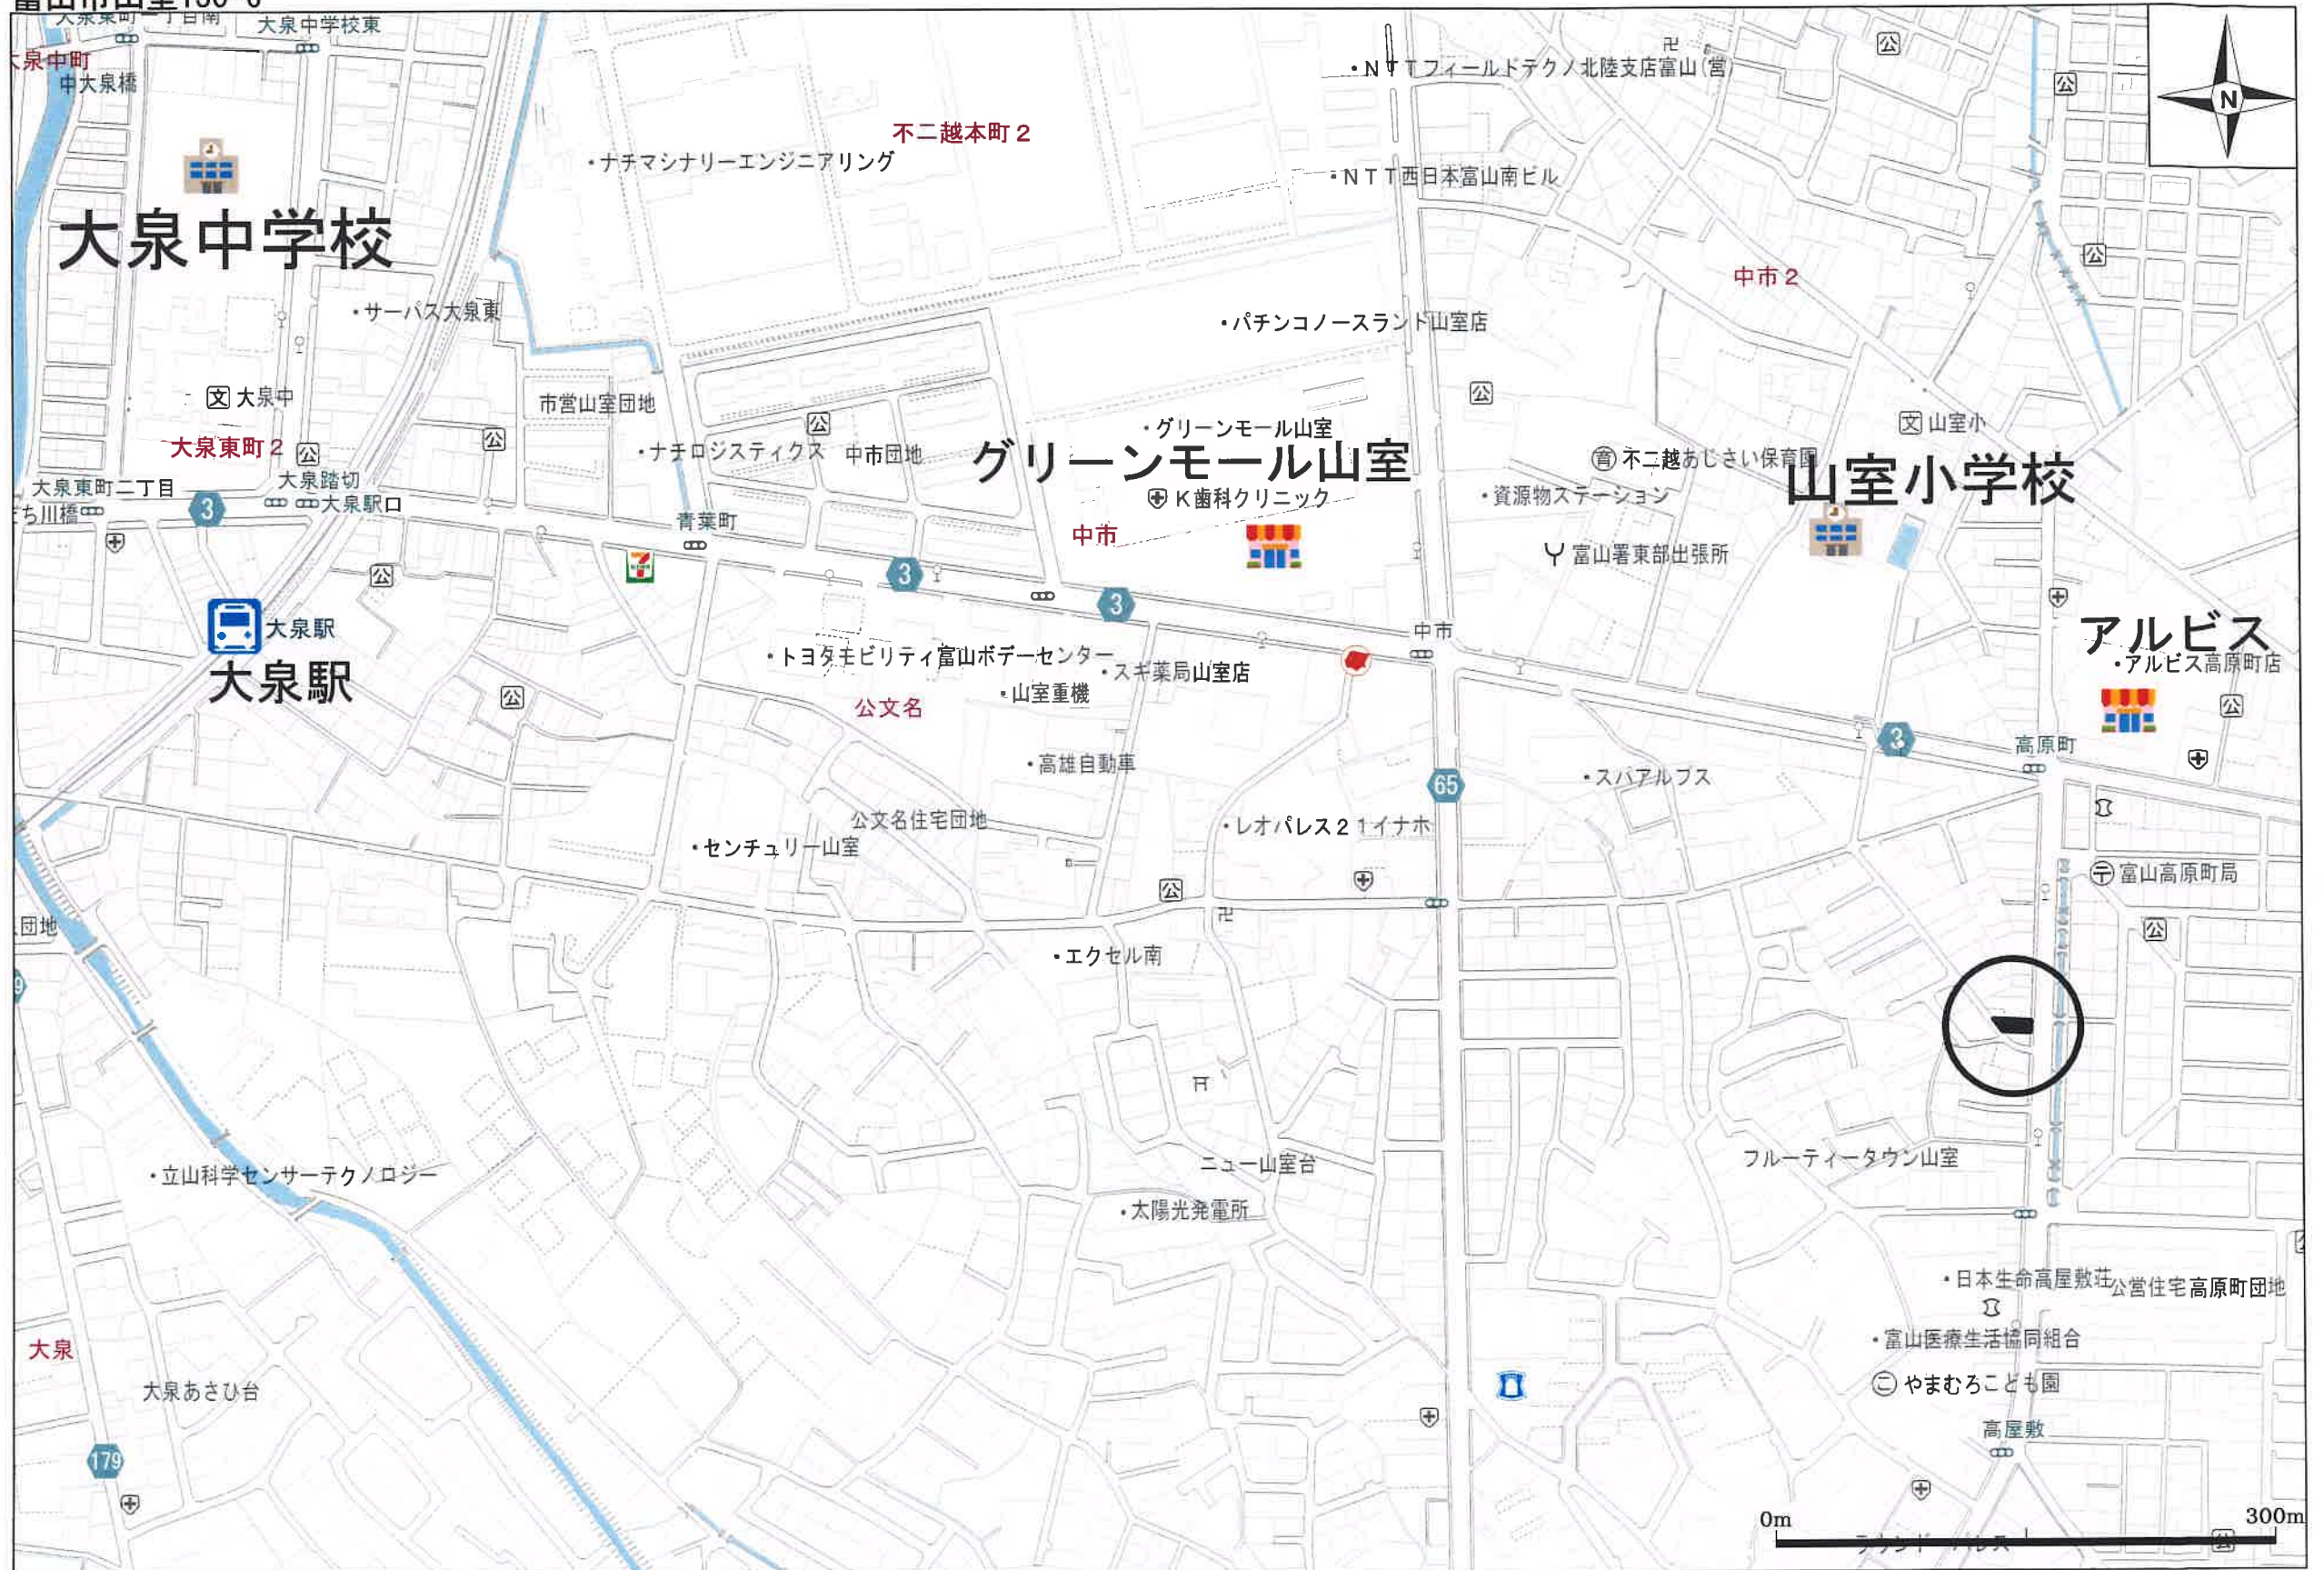 大泉中学校東
中大泉橋
・NTTフィールドテクノ北陸支店富山(営)
N
不二越本町2
・ナチマシナリーエンジニアリング
・NTT西日本富山南ビル
大泉中学校
中市2
・サーパス大泉東
・パチンコノースランド山室店
文 大泉中
市営山室団地
公
・グリーンモール山室
文 山室小
大泉東町2
・ナチロジスティクス
中市団地
グリーンモール山室
育 不二越あじさい保育園
山室小学校
大泉東町二丁目
大泉踏切
大泉駅口
K歯科クリニック
・資源物ステーション
3
青葉町
中市
富山署東部出張所
3
3
大泉駅
中市
アルビス
・トヨタモビリティ富山ボデーセンター
・スギ薬局山室店
・アルビス高原町店
大泉駅
・山室重機
公文名
3
高原町
・高雄自動車
65
・スパアルプス
公文名住宅団地
・レオパレス21イナホ
・センチュリー山室
富山高原町局
団地
・エクセル南
・立山科学センサーテクノロジー
ニュー山室台
フルーティータウン山室
・太陽光発電所
・日本生命高屋敷荘
公営住宅高原町団地
・富山医療生活協同組合
大泉
大泉あさひ台
こ やまむろこども園
高屋敷
179
0m
300m